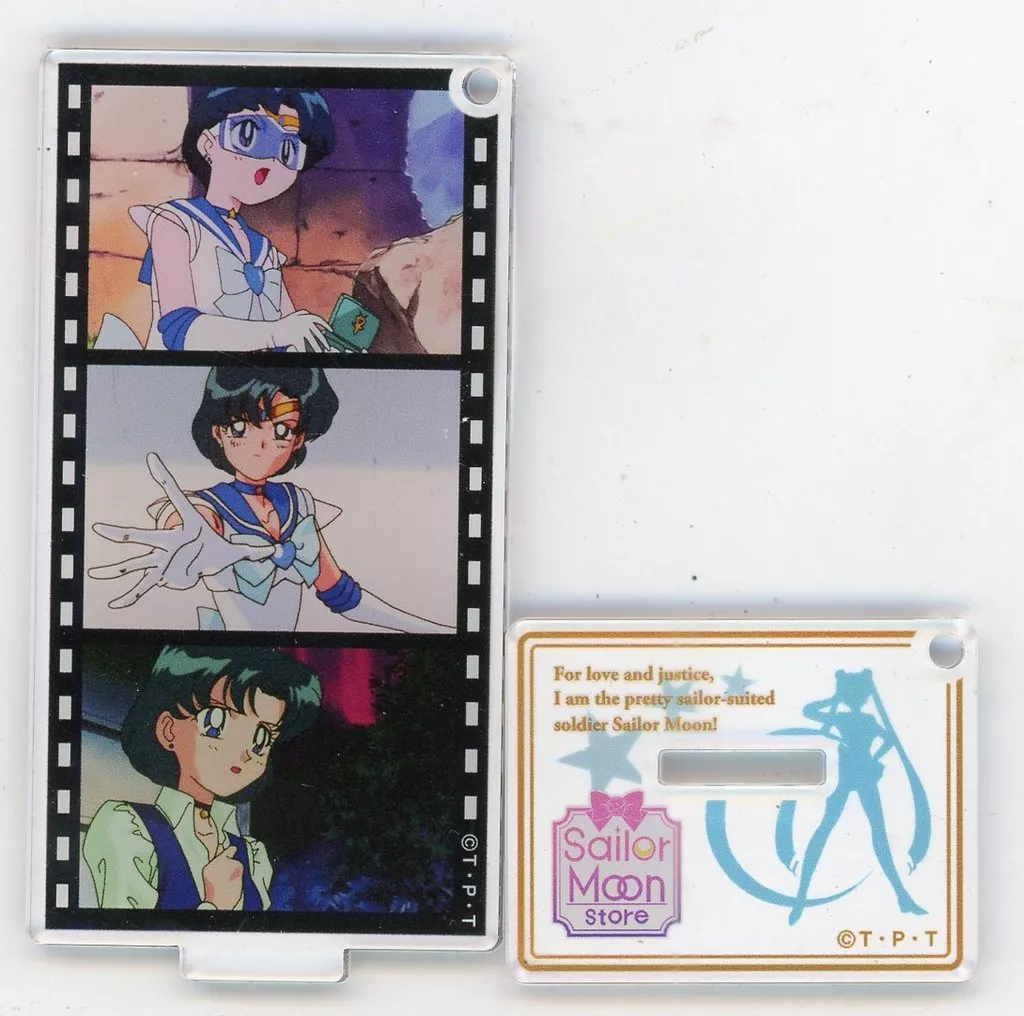 ©T·P·T
For love and justice,
I am the pretty sailor-suited
soldier Sailor Moon!
Sailor
Moon
Store
©T·P·T